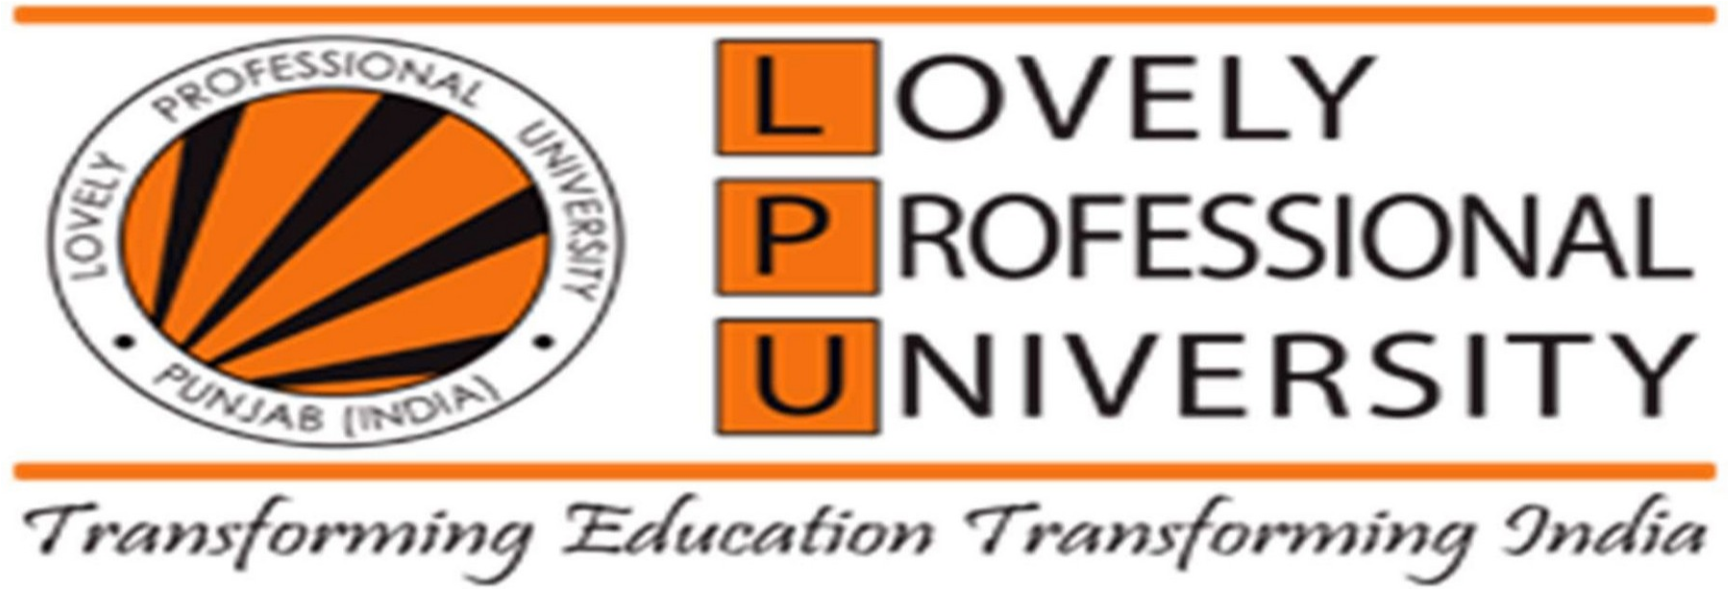 LOVELY PROFESSIONAL UNIVERSITY
PUNJAB (INDIA)
LOVELY
PROFESSIONAL
UNIVERSITY
Transforming Education Transforming India